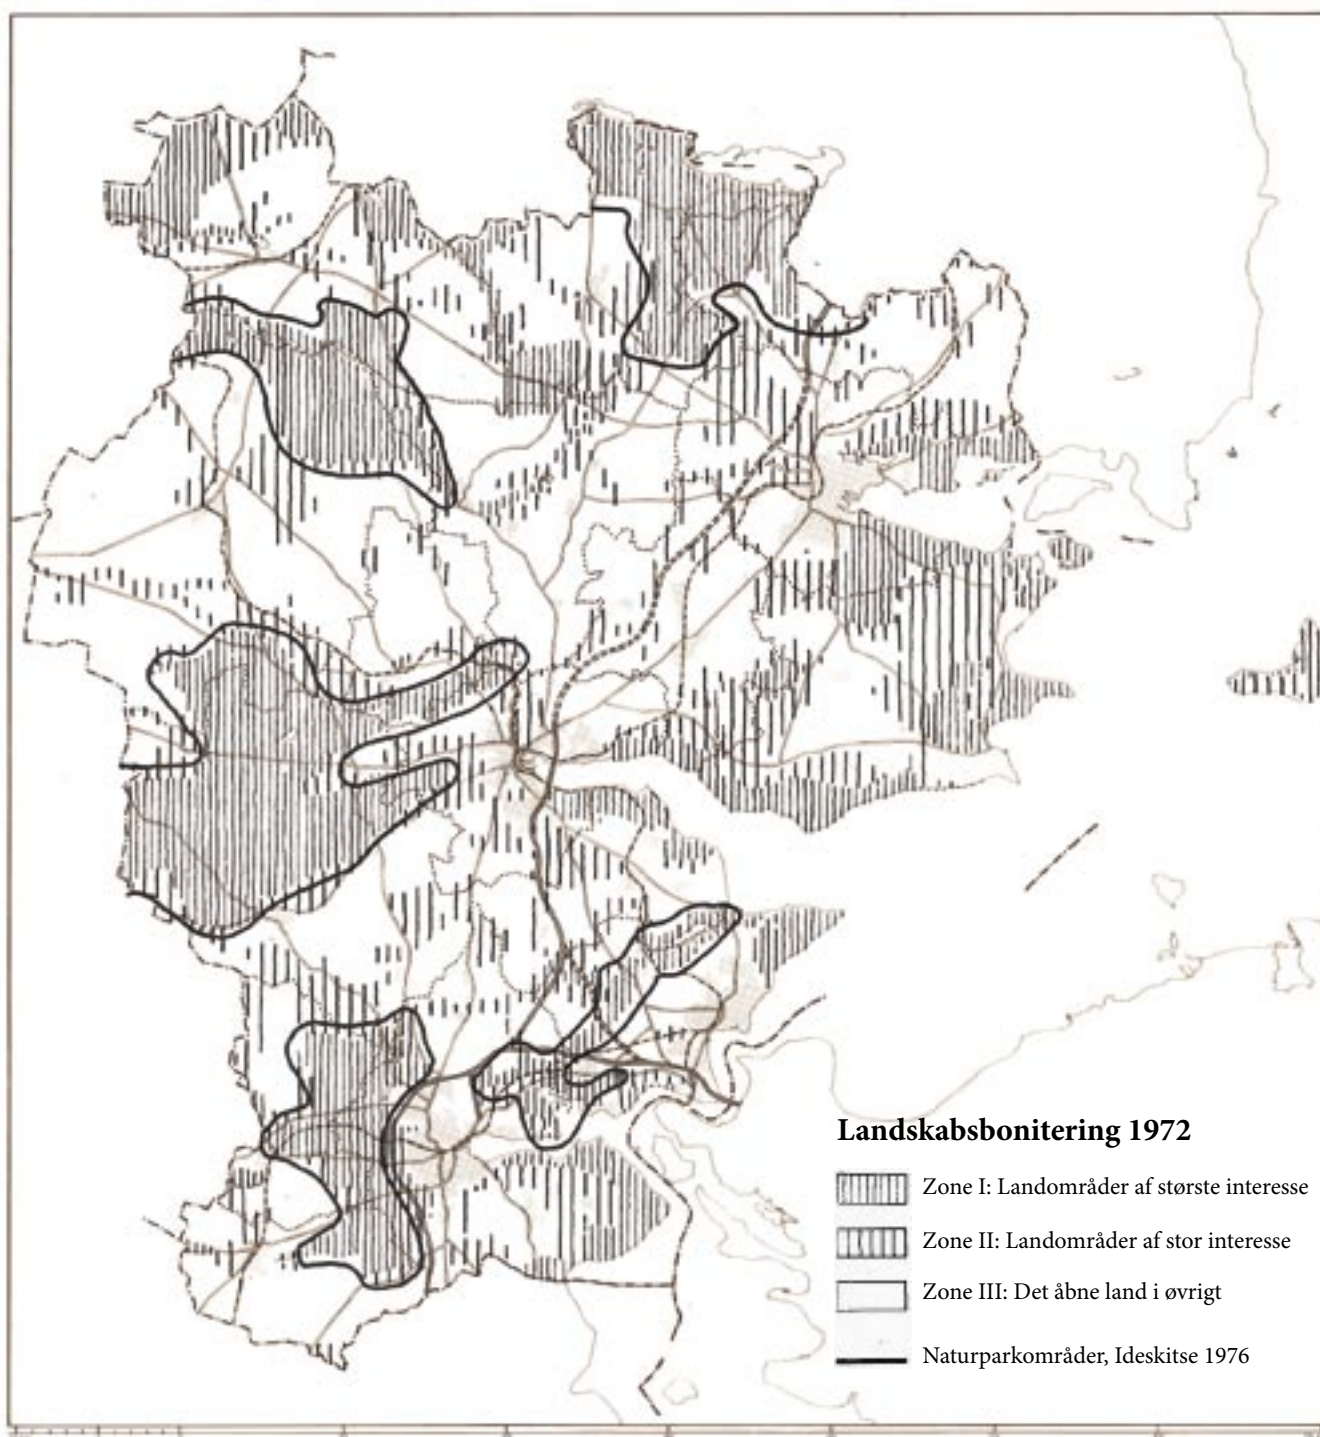 Landskabsbonitering 1972
Zone I: Landområder af største interesse
Zone II: Landområder af stor interesse
Zone III: Det åbne land i øvrigt
Naturparkområder, Ideskitse 1976